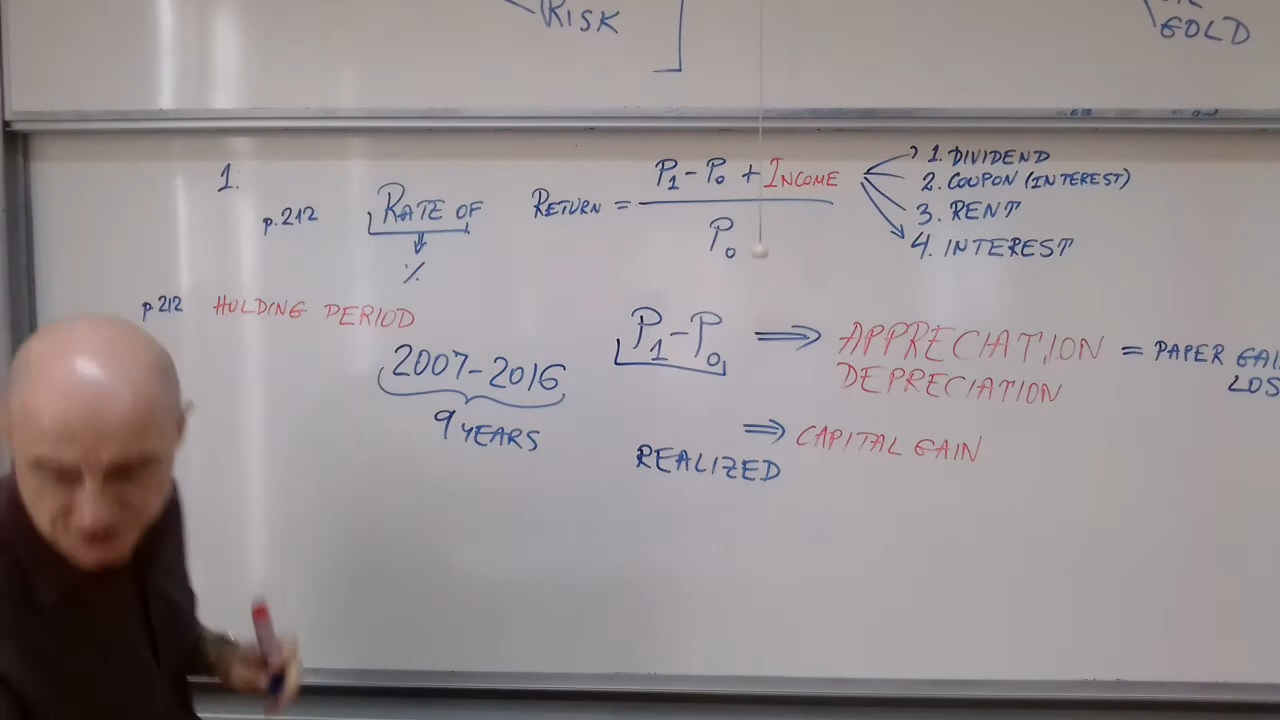 RISK
GOLD
1.
p.212 RATE OF RETURN = P₁ - P₀ + INCOME
P₀
%
1. DIVIDEND
2. COUPON (INTEREST)
3. RENT
4. INTEREST
p.212 HOLDING PERIOD
2007-2016
9 YEARS
P₁-P₀ ⇒ APPRECIATION = PAPER
DEPRECIATION
⇒ CAPITAL GAIN
REALIZED